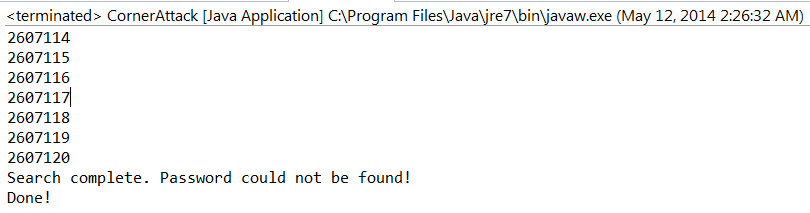 <terminated> CornerAttack [Java Application] C:\Program Files\Java\jre7\bin\javaw.exe (May 12, 2014 2:26:32 AM)
2607114
2607115
2607116
2607117
2607118
2607119
2607120
Search complete. Password could not be found!
Done!